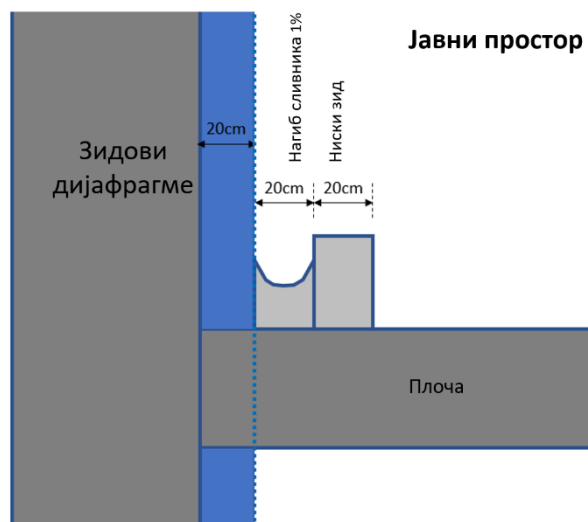 Јавни простор
Нагиб сливника 1%
Ниски зид
20cm
Зидови
дијафрагме
20cm
20cm
Плоча